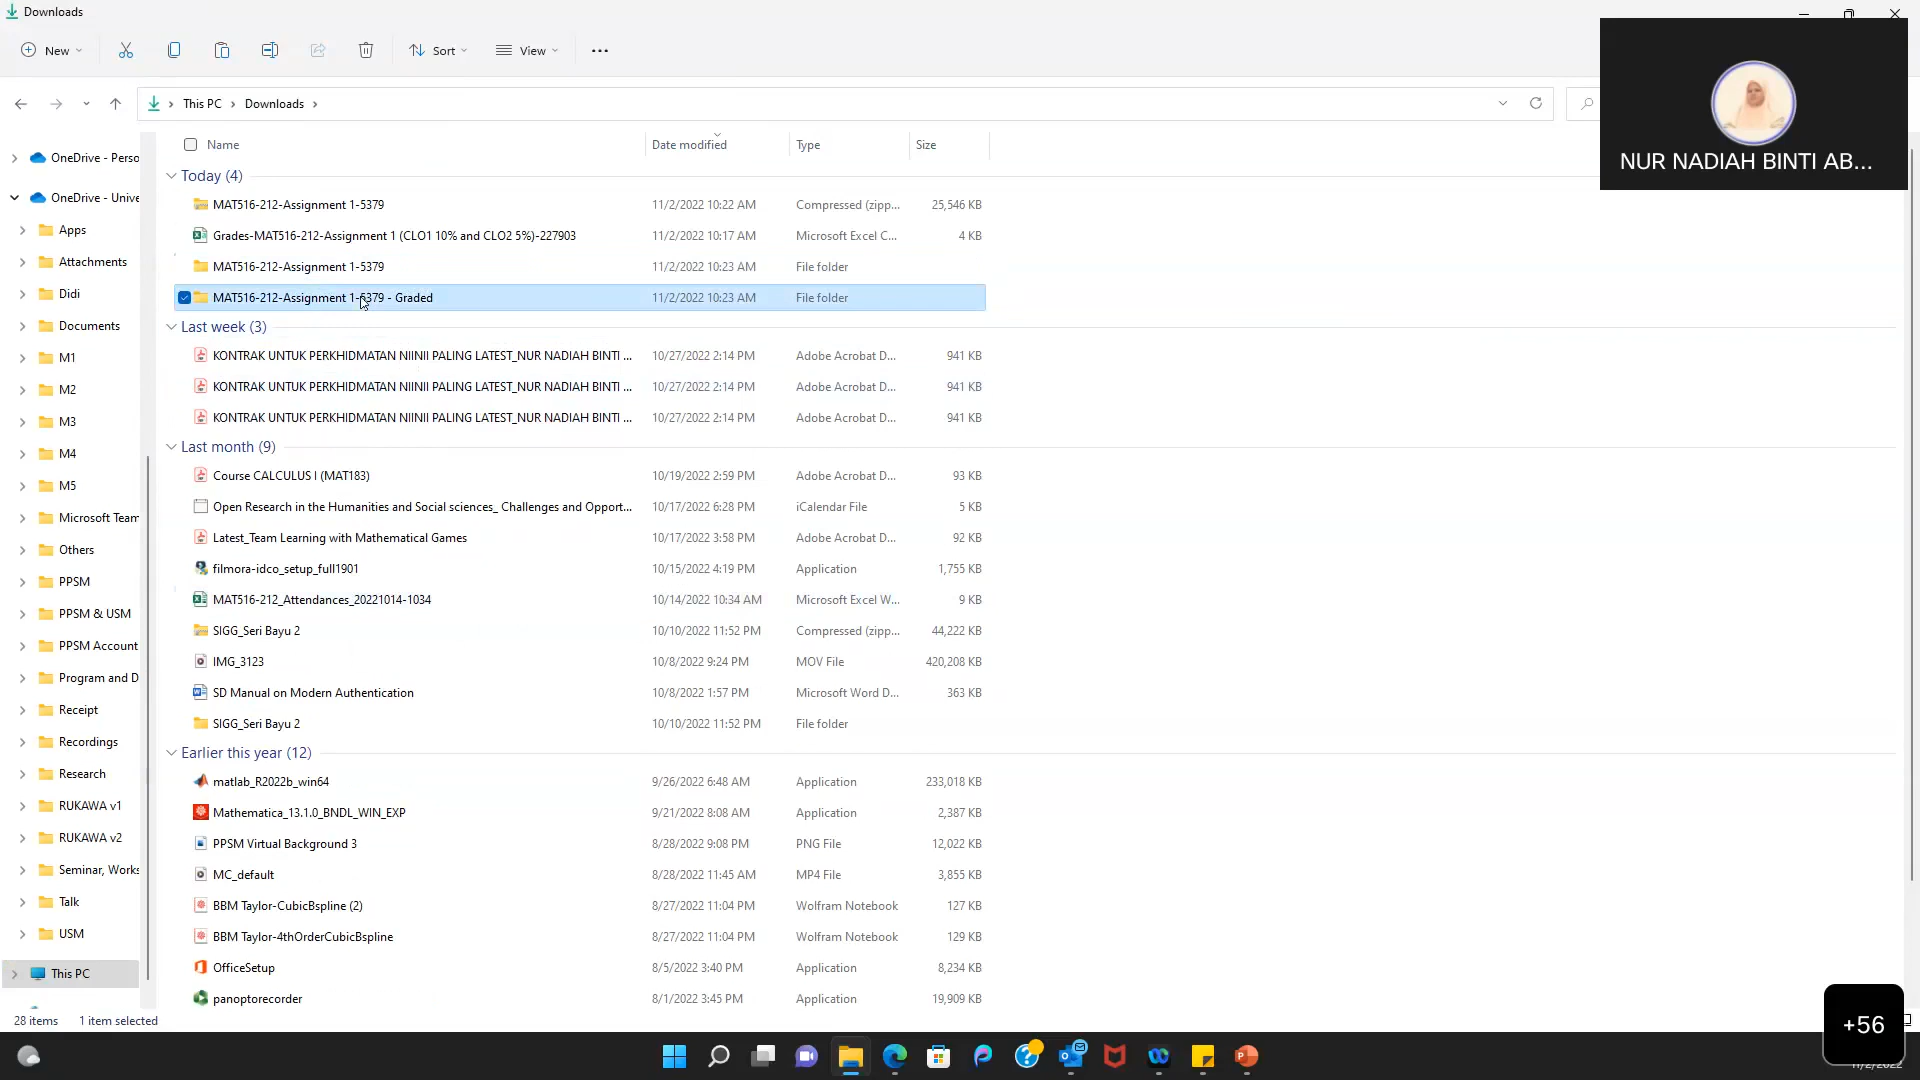 Downloads
New
Sort
View
This PC
Downloads
NUR NADIAH BINTI AB...
Name
Date modified
Type
Size
OneDrive - Perso
OneDrive - Unive
Apps
Attachments
Didi
Documents
M1
M2
M3
M4
M5
Microsoft Team
Others
PPSM
PPSM & USM
PPSM Account
Program and D
Receipt
Recordings
Research
RUKAWA v1
RUKAWA v2
Seminar, Works
Talk
USM
This PC
Today (4)
MAT516-212-Assignment 1-5379 11/2/2022 10:22 AM Compressed (zipp... 25,546 KB
Grades-MAT516-212-Assignment 1 (CLO1 10% and CLO2 5%)-227903 11/2/2022 10:17 AM Microsoft Excel C... 4 KB
MAT516-212-Assignment 1-5379 11/2/2022 10:23 AM File folder
MAT516-212-Assignment 1-5379 - Graded 11/2/2022 10:23 AM File folder
Last week (3)
KONTRAK UNTUK PERKHIDMATAN NIINII PALING LATEST_NUR NADIAH BINTI ... 10/27/2022 2:14 PM Adobe Acrobat D... 941 KB
KONTRAK UNTUK PERKHIDMATAN NIINII PALING LATEST_NUR NADIAH BINTI ... 10/27/2022 2:14 PM Adobe Acrobat D... 941 KB
KONTRAK UNTUK PERKHIDMATAN NIINII PALING LATEST_NUR NADIAH BINTI ... 10/27/2022 2:14 PM Adobe Acrobat D... 941 KB
Last month (9)
Course CALCULUS I (MAT183) 10/19/2022 2:59 PM Adobe Acrobat D... 93 KB
Open Research in the Humanities and Social sciences_ Challenges and Opport... 10/17/2022 6:28 PM iCalendar File 5 KB
Latest_Team Learning with Mathematical Games 10/17/2022 3:58 PM Adobe Acrobat D... 92 KB
filmora-idco_setup_full1901 10/15/2022 4:19 PM Application 1,755 KB
MAT516-212_Attendances_20221014-1034 10/14/2022 10:34 AM Microsoft Excel W... 9 KB
SIGG_Seri Bayu 2 10/10/2022 11:52 PM Compressed (zipp... 44,222 KB
IMG_3123 10/8/2022 9:24 PM MOV File 420,208 KB
SD Manual on Modern Authentication 10/8/2022 1:57 PM Microsoft Word D... 363 KB
SIGG_Seri Bayu 2 10/10/2022 11:52 PM File folder
Earlier this year (12)
matlab_R2022b_win64 9/26/2022 6:48 AM Application 233,018 KB
Mathematica_13.1.0_BNDL_WIN_EXP 9/21/2022 8:08 AM Application 2,387 KB
PPSM Virtual Background 3 8/28/2022 9:08 PM PNG File 12,022 KB
MC_default 8/28/2022 11:45 AM MP4 File 3,855 KB
BBM Taylor-CubicBspline (2) 8/27/2022 11:04 PM Wolfram Notebook 127 KB
BBM Taylor-4thOrderCubicBspline 8/27/2022 11:04 PM Wolfram Notebook 129 KB
OfficeSetup 8/5/2022 3:40 PM Application 8,234 KB
panoptorecorder 8/1/2022 3:45 PM Application 19,909 KB
28 items 1 item selected
+56